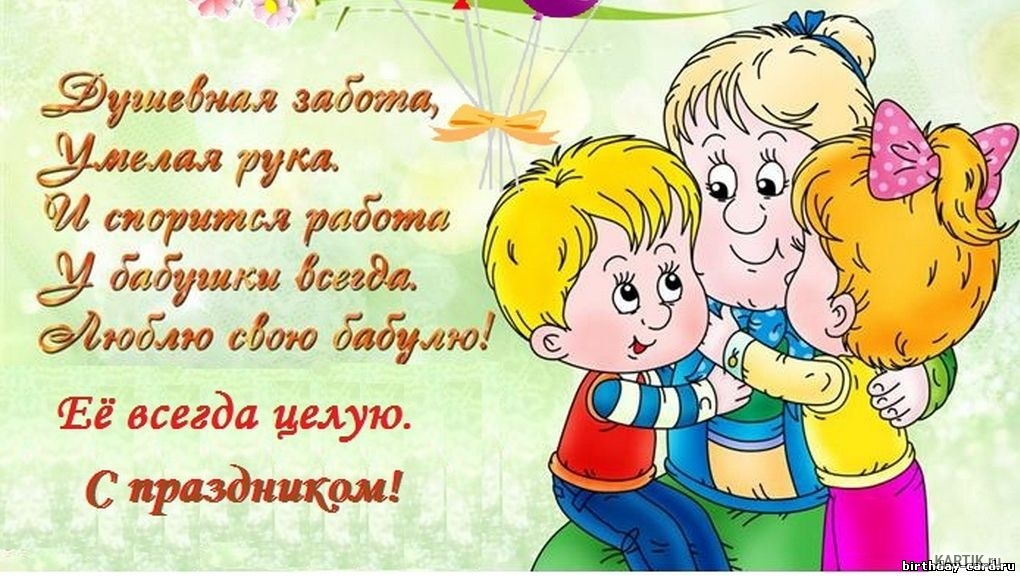 Душевная забота,
Умелая рука.
И спорится работа
У бабушки всегда.
Люблю свою бабулю!
Её всегда целую.
С праздником!
KARTIK.ru
birthday-card.ru